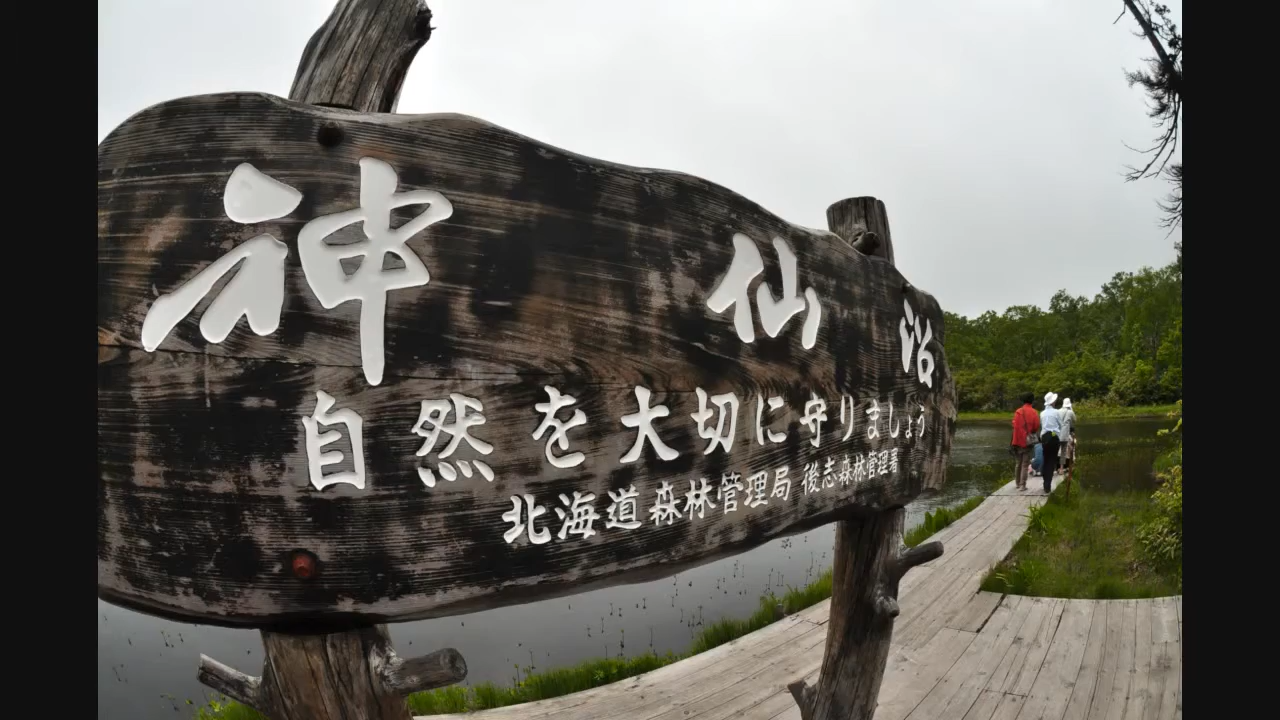 神仙沼
自然を大切に守りましょう
北海道森林管理局 後志森林管理署